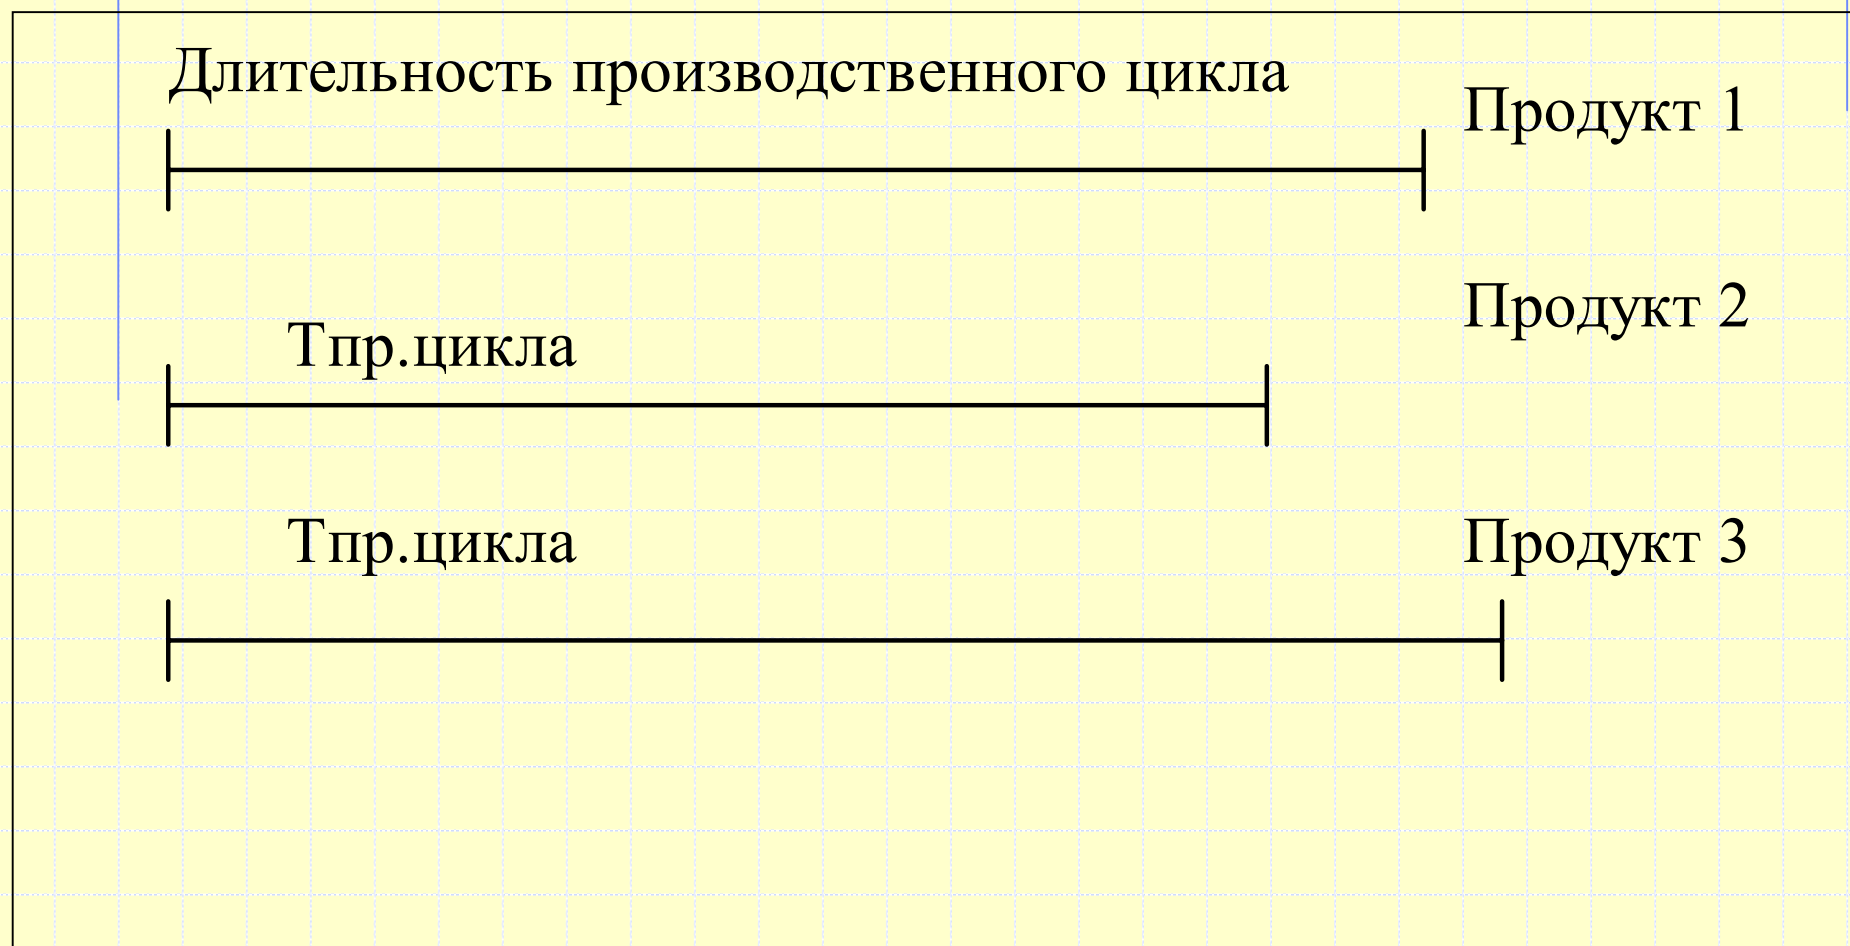 Длительность производственного цикла
Продукт 1
Продукт 2
Тпр.цикла
Тпр.цикла
Продукт 3